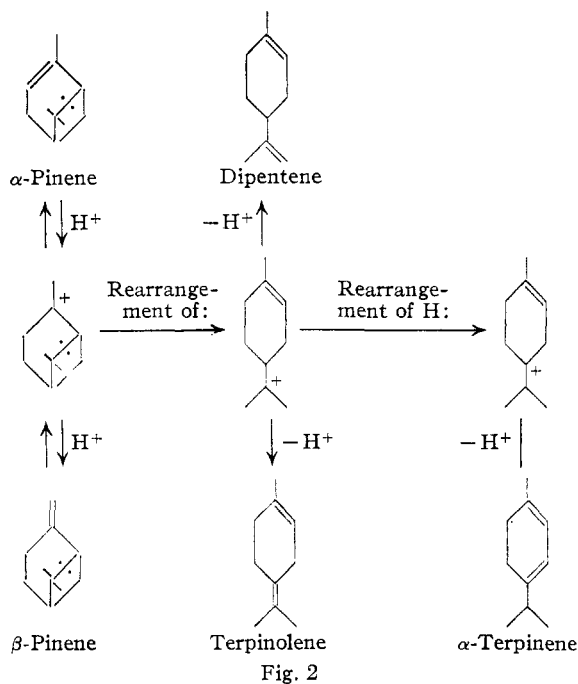 α-Pinene
Dipentene
H+
−H+
+
Rearrange-
ment of:
+
Rearrange-
ment of H:
+
H+
−H+
−H+
β-Pinene
Terpinolene
α-Terpinene
Fig. 2